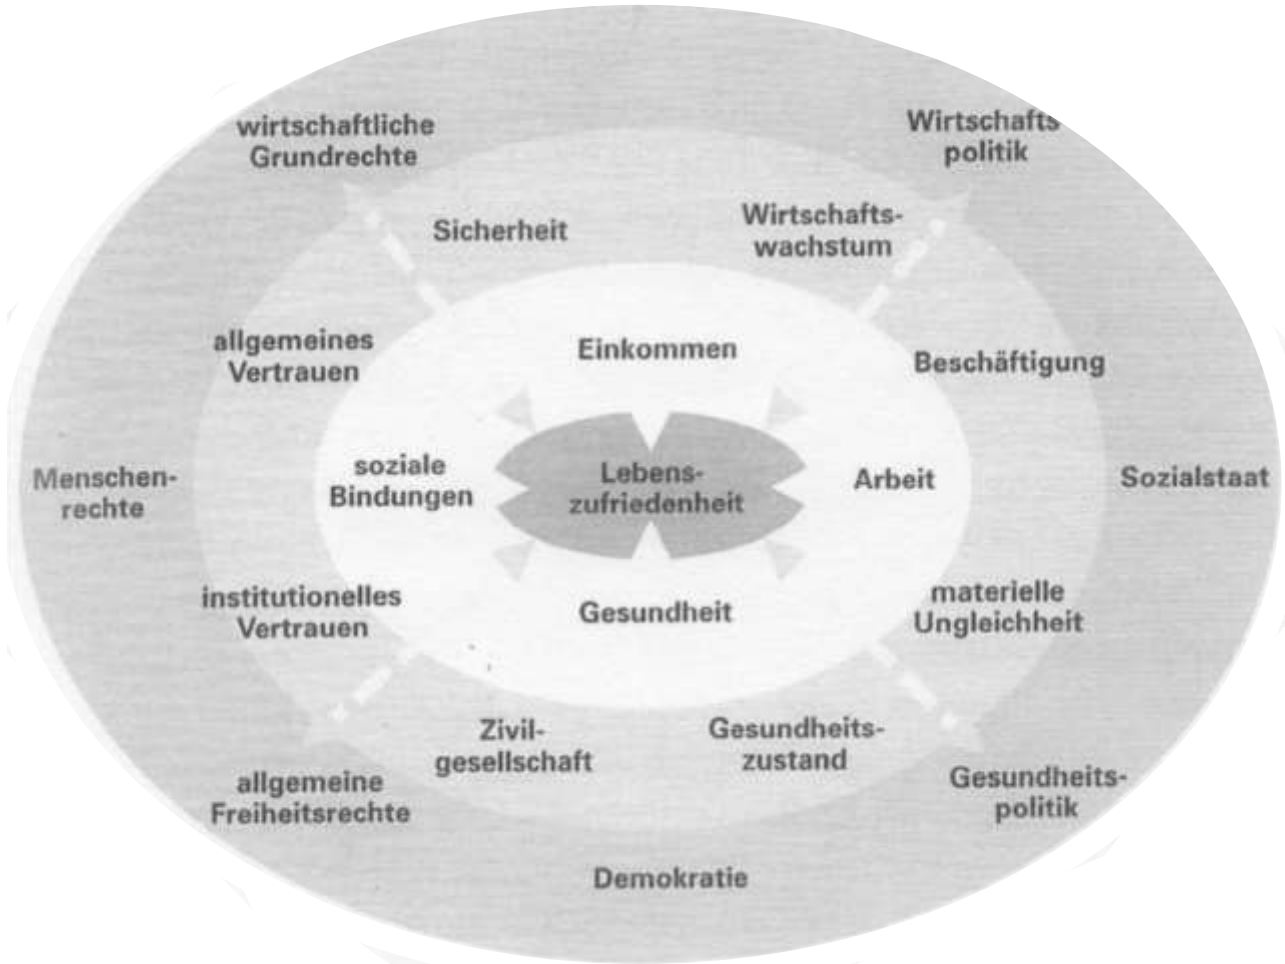 wirtschaftliche
Grundrechte
Wirtschafts
politik
Sicherheit
Wirtschafts-
wachstum
allgemeines
Vertrauen
Einkommen
Beschäftigung
Menschen-
rechte
soziale
Bindungen
Lebens-
zufriedenheit
Arbeit
Sozialstaat
institutionelles
Vertrauen
Gesundheit
materielle
Ungleichheit
Zivil-
gesellschaft
Gesundheits-
zustand
allgemeine
Freiheitsrechte
Gesundheits-
politik
Demokratie